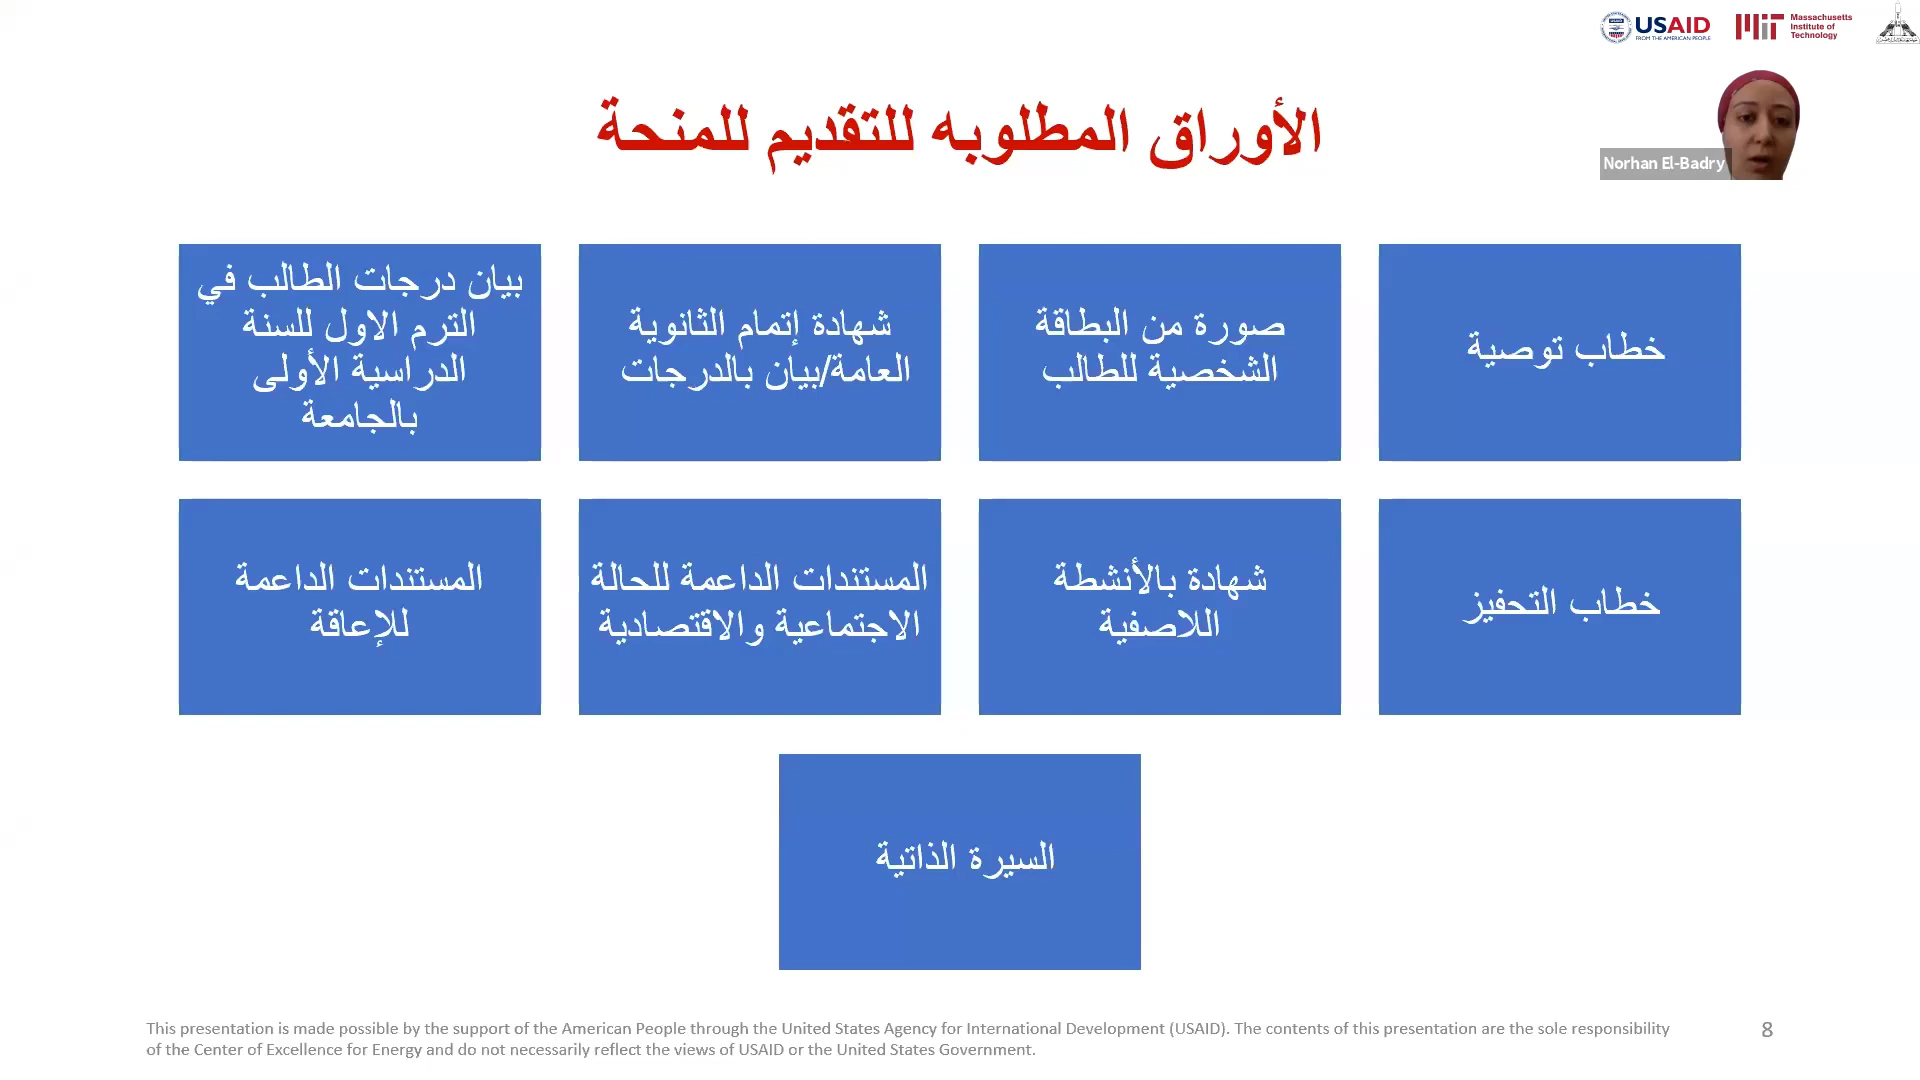 USAID
FROM THE AMERICAN PEOPLE
MIT
Massachusetts
Institute of
Technology
الأوراق المطلوبه للتقديم للمنحة
Norhan El-Badry
خطاب توصية
صورة من البطاقة
الشخصية للطالب
شهادة إتمام الثانوية
العامة/بيان بالدرجات
بيان درجات الطالب في
الترم الاول للسنة
الدراسية الأولى
بالجامعة
خطاب التحفيز
شهادة بالأنشطة
اللاصفية
المستندات الداعمة للحالة
الاجتماعية والاقتصادية
المستندات الداعمة
للإعاقة
السيرة الذاتية
This presentation is made possible by the support of the American People through the United States Agency for International Development (USAID). The contents of this presentation are the sole responsibility
of the Center of Excellence for Energy and do not necessarily reflect the views of USAID or the United States Government.
8